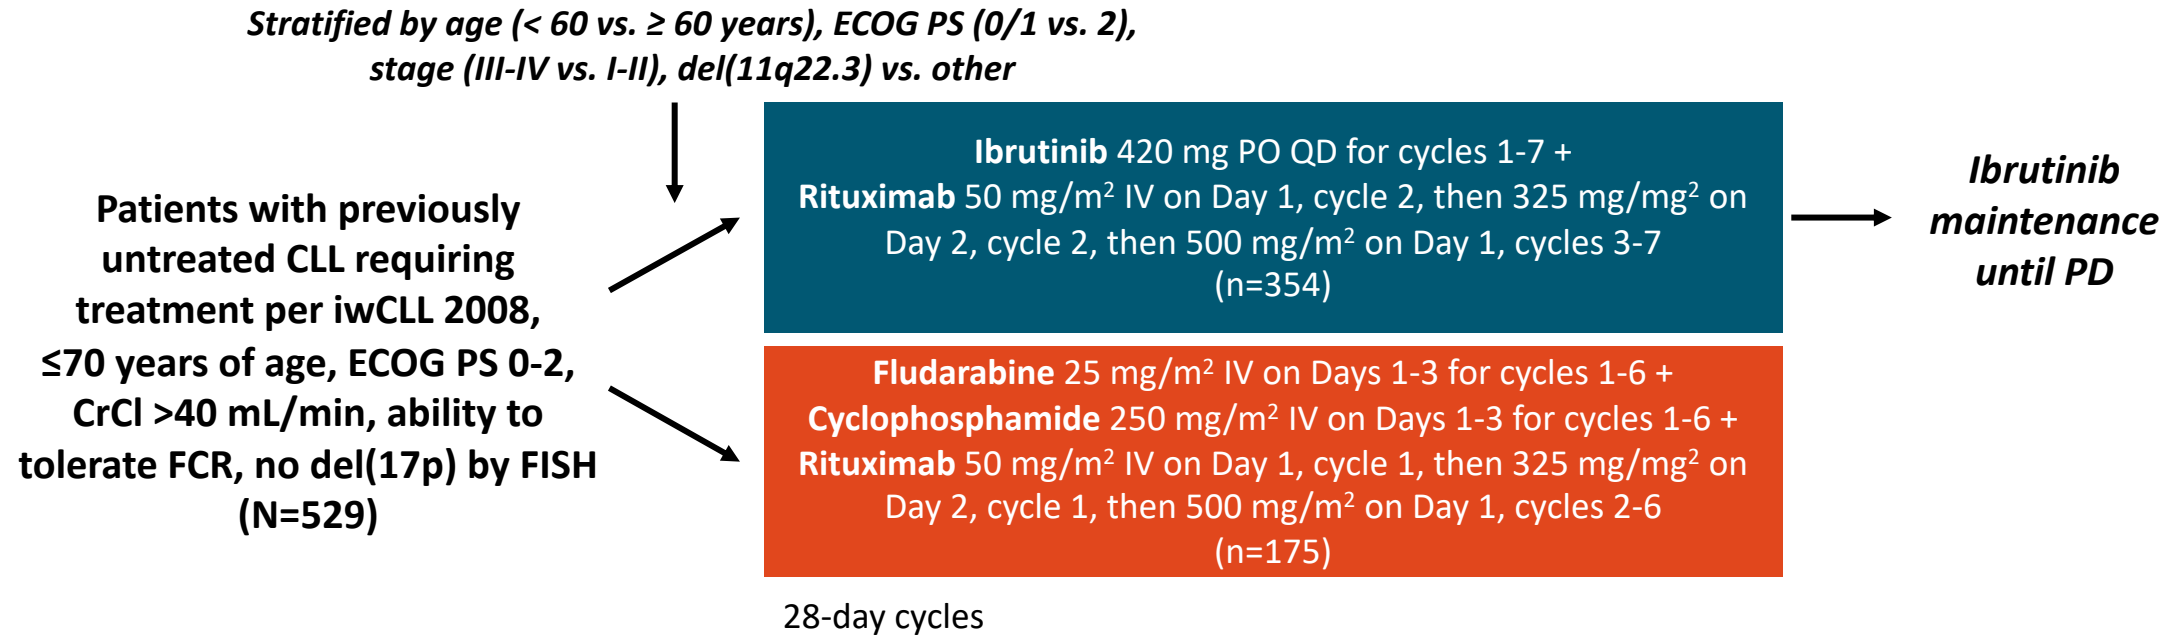 Stratified by age (< 60 vs. ≥ 60 years), ECOG PS (0/1 vs. 2),
stage (III-IV vs. I-II), del(11q22.3) vs. other
Patients with previously
untreated CLL requiring
treatment per iwCLL 2008,
≤70 years of age, ECOG PS 0-2,
CrCl >40 mL/min, ability to
tolerate FCR, no del(17p) by FISH
(N=529)
Ibrutinib 420 mg PO QD for cycles 1-7 +
Rituximab 50 mg/m² IV on Day 1, cycle 2, then 325 mg/mg² on
Day 2, cycle 2, then 500 mg/m² on Day 1, cycles 3-7
(n=354)
Ibrutinib
maintenance
until PD
Fludarabine 25 mg/m² IV on Days 1-3 for cycles 1-6 +
Cyclophosphamide 250 mg/m² IV on Days 1-3 for cycles 1-6 +
Rituximab 50 mg/m² IV on Day 1, cycle 1, then 325 mg/mg² on
Day 2, cycle 1, then 500 mg/m² on Day 1, cycles 2-6
(n=175)
28-day cycles